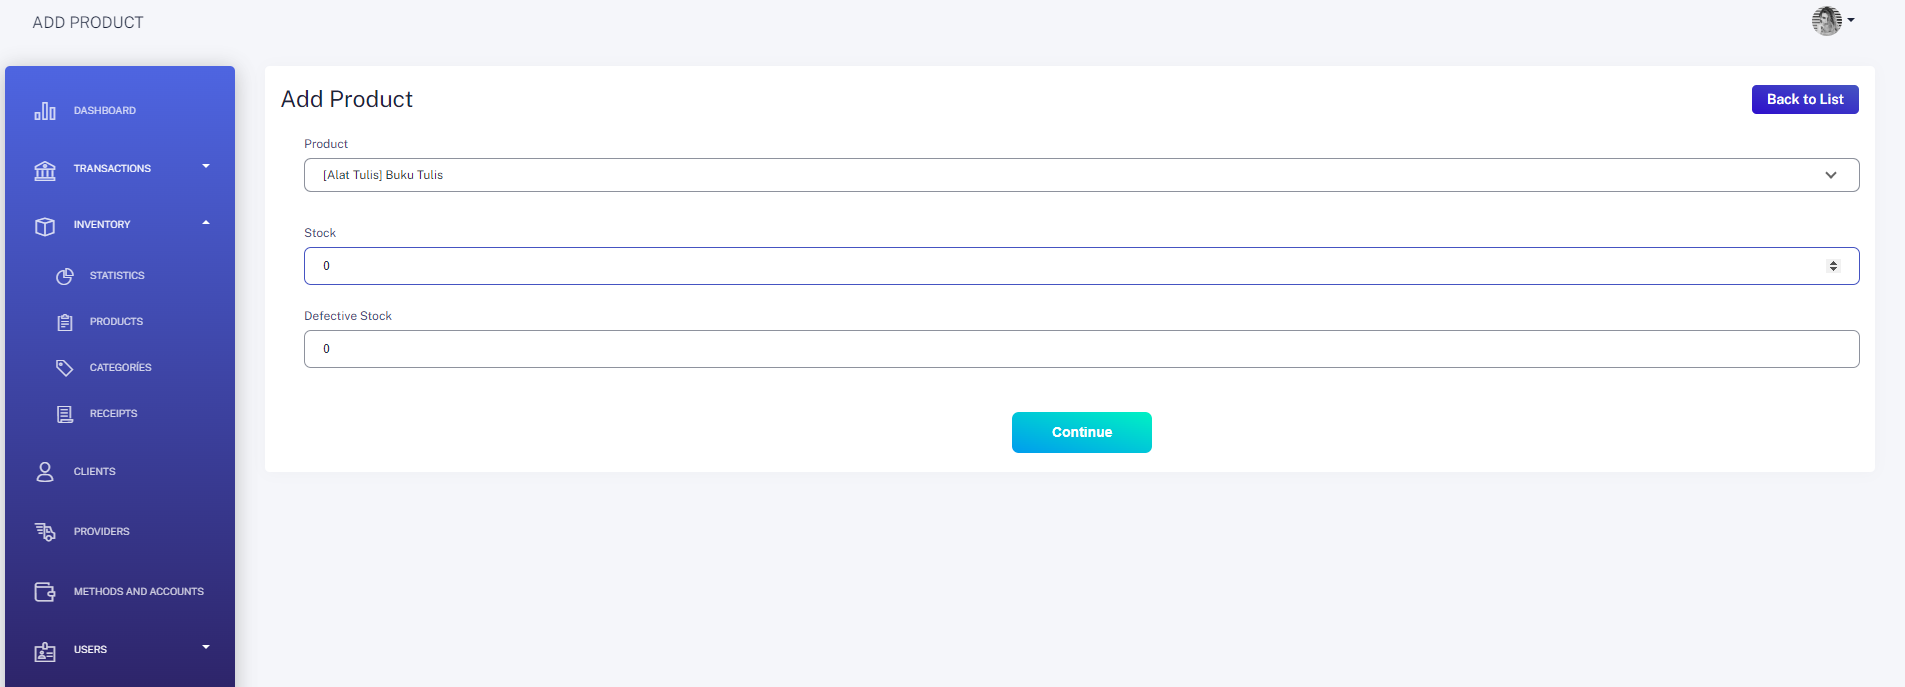 ADD PRODUCT
DASHBOARD
TRANSACTIONS
INVENTORY
STATISTICS
PRODUCTS
CATEGORÍES
RECEIPTS
CLIENTS
PROVIDERS
METHODS AND ACCOUNTS
USERS
Add Product
Back to List
Product
[Alat Tulis] Buku Tulis
Stock
0
Defective Stock
0
Continue